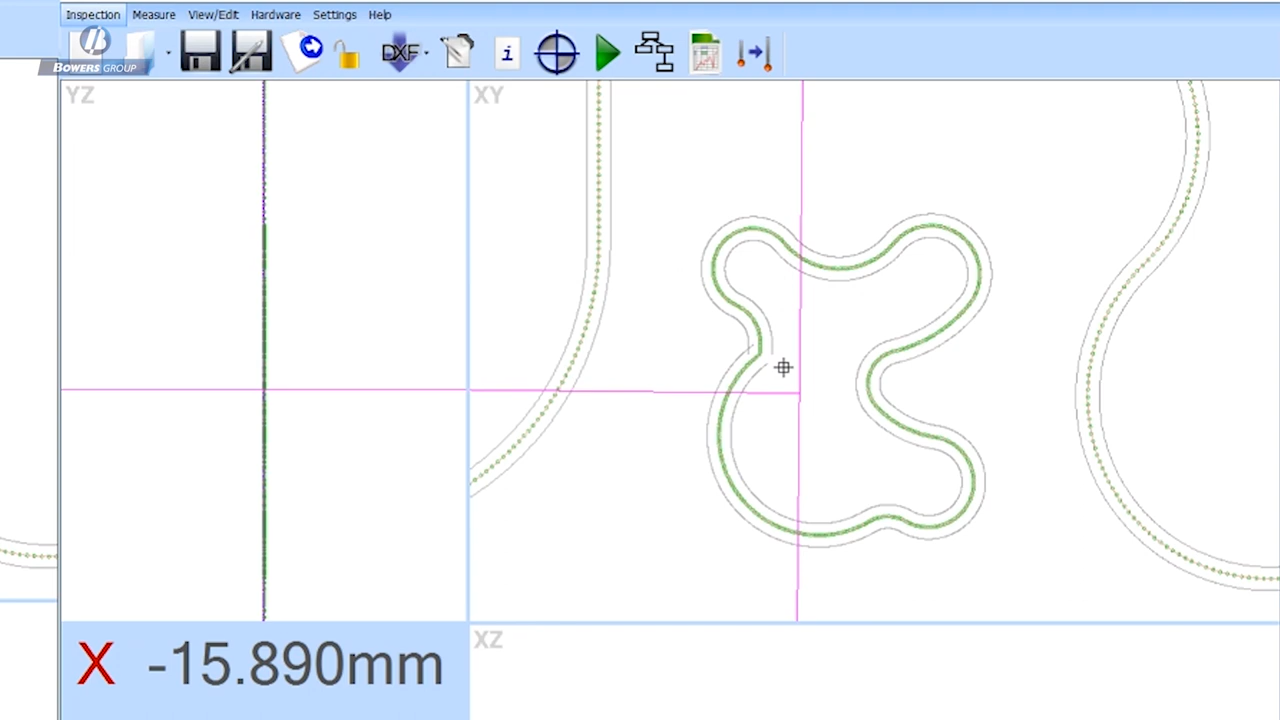 Inspection Measure View/Edit Hardware Settings Help
BOWERS GROUP
DXF
i
YZ
XY
X -15.890mm
XZ